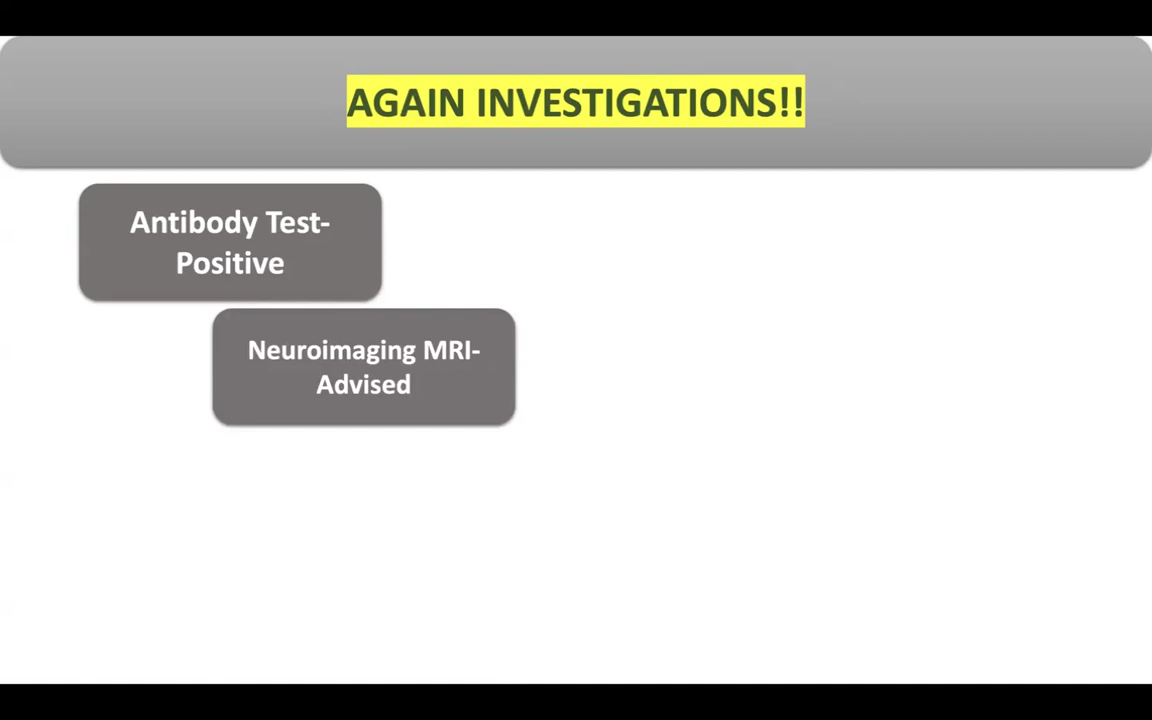 AGAIN INVESTIGATIONS!!
Antibody Test-
Positive
Neuroimaging MRI-
Advised